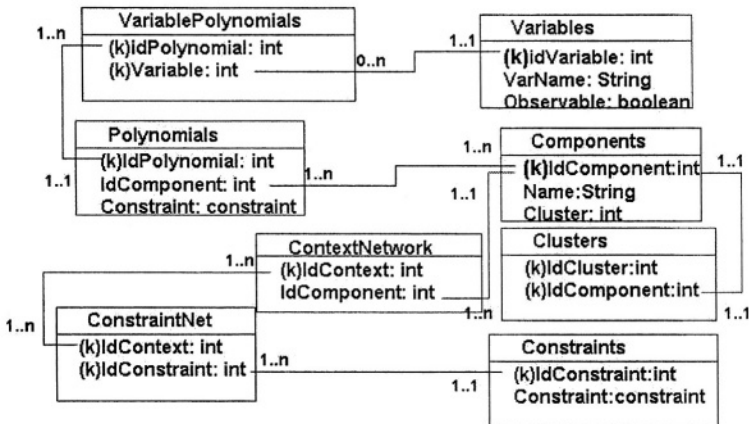 VariablePolynomials
1..n
(k)idPolynomial: int
(k)Variable: int
0..n
Variables
1..1
(k)idVariable: int
VarName: String
Observable: boolean
Polynomials
(k)IdPolynomial: int
1..1
IdComponent: int
1..n
Constraint: constraint
1..n
Components
(k)IdComponent:int
1..1
1..1
Name:String
Cluster: int
ContextNetwork
1..n
(k)IdContext: int
IdComponent: int
1..n
Clusters
(k)IdCluster:int
(k)IdComponent:int
1..1
1..n
ConstraintNet
(k)IdContext: int
(k)IdConstraint: int
1..n
Constraints
1..1
(k)IdConstraint:int
Constraint:constraint